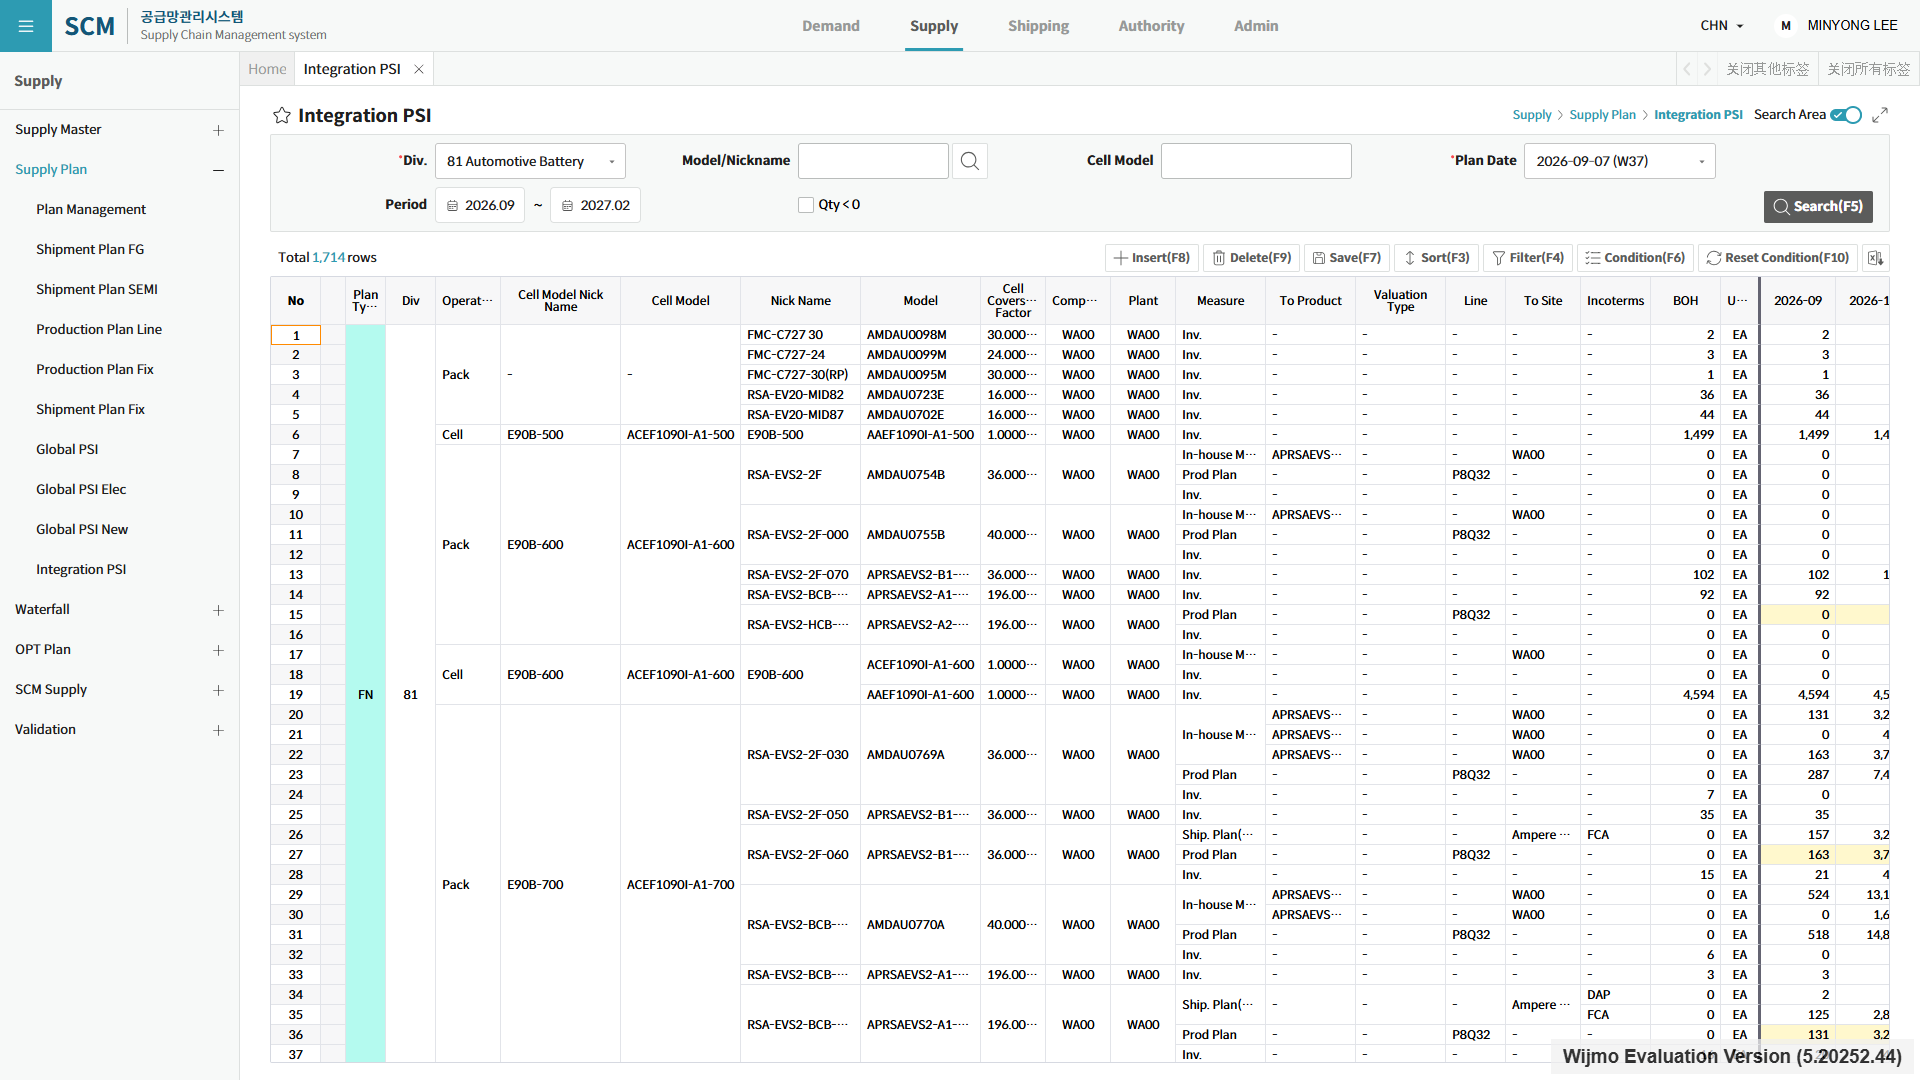 SCM 공급망관리시스템
Supply Chain Management system
Demand Supply Shipping Authority Admin
CHN M MINYONG LEE
Supply
Home Integration PSI
关闭其他标签 关闭所有标签
Supply Master
Supply Plan
Plan Management
Shipment Plan FG
Shipment Plan SEMI
Production Plan Line
Production Plan Fix
Shipment Plan Fix
Global PSI
Global PSI Elec
Global PSI New
Integration PSI
Waterfall
OPT Plan
SCM Supply
Validation
Integration PSI
Supply > Supply Plan > Integration PSI Search Area
*Div. 81 Automotive Battery Model/Nickname Cell Model *Plan Date 2026-09-07 (W37)
Period 2026.09 ~ 2027.02 Qty < 0 Search(F5)
Total 1,714 rows
Insert(F8) Delete(F9) Save(F7) Sort(F3) Filter(F4) Condition(F6) Reset Condition(F10)
No Plan Ty··· Div Operat··· Cell Model Nick Name Cell Model Nick Name Model Cell Covers··· Factor Comp··· Plant Measure To Product Valuation Type Line To Site Incoterms BOH U··· 2026-09 2026-1
1 FMC-C727 30 AMDAU0098M 30.000··· WA00 WA00 Inv. - - - - - 2 EA 2
2 FMC-C727-24 AMDAU0099M 24.000··· WA00 WA00 Inv. - - - - - 3 EA 3
3 Pack - - FMC-C727-30(RP) AMDAU0095M 30.000··· WA00 WA00 Inv. - - - - - 1 EA 1
4 RSA-EV20-MID82 AMDAU0723E 16.000··· WA00 WA00 Inv. - - - - - 36 EA 36
5 RSA-EV20-MID87 AMDAU0702E 16.000··· WA00 WA00 Inv. - - - - - 44 EA 44
6 Cell E90B-500 ACEF1090I-A1-500 E90B-500 AAEF1090I-A1-500 1.0000··· WA00 WA00 Inv. - - - - - 1,499 EA 1,499 1,4
7 In-house M··· APRSAEVS··· - - WA00 - 0 EA 0
8 RSA-EVS2-2F AMDAU0754B 36.000··· WA00 WA00 Prod Plan - - P8Q32 - - 0 EA 0
9 Inv. - - - - - 0 EA 0
10 In-house M··· APRSAEVS··· - - WA00 - 0 EA 0
11 RSA-EVS2-2F-000 AMDAU0755B 40.000··· WA00 WA00 Prod Plan - - P8Q32 - - 0 EA 0
12 Pack E90B-600 ACEF1090I-A1-600 Inv. - - - - - 0 EA 0
13 RSA-EVS2-2F-070 APRSAEVS2-B1-··· 36.000··· WA00 WA00 Inv. - - - - - 102 EA 102 1
14 RSA-EVS2-BCB-··· APRSAEVS2-A1-··· 196.00··· WA00 WA00 Inv. - - - - - 92 EA 92
15 RSA-EVS2-HCB-··· APRSAEVS2-A2-··· 196.00··· WA00 WA00 Prod Plan - - P8Q32 - - 0 EA 0
16 Inv. - - - - - 0 EA 0
17 In-house M··· - - - WA00 - 0 EA 0
18 Cell E90B-600 ACEF1090I-A1-600 E90B-600 ACEF1090I-A1-600 1.0000··· WA00 WA00 Inv. - - - - - 0 EA 0
19 FN 81 AAEF1090I-A1-600 1.0000··· WA00 WA00 Inv. - - - - - 4,594 EA 4,594 4,5
20 APRSAEVS··· - - WA00 - 0 EA 131 3,2
21 In-house M··· APRSAEVS··· - - WA00 - 0 EA 0 4
22 RSA-EVS2-2F-030 AMDAU0769A 36.000··· WA00 WA00 APRSAEVS··· - - WA00 - 0 EA 163 3,7
23 Prod Plan - - P8Q32 - - 0 EA 287 7,4
24 Inv. - - - - - 7 EA 0
25 RSA-EVS2-2F-050 APRSAEVS2-B1-··· 36.000··· WA00 WA00 Inv. - - - - - 35 EA 35
26 Ship. Plan(··· - - - Ampere ··· FCA 0 EA 157 3,2
27 RSA-EVS2-2F-060 APRSAEVS2-B1-··· 36.000··· WA00 WA00 Prod Plan - - P8Q32 - - 0 EA 163 3,7
28 Pack E90B-700 ACEF1090I-A1-700 Inv. - - - - - 15 EA 21 4
29 In-house M··· APRSAEVS··· - - WA00 - 0 EA 524 13,1
30 APRSAEVS··· - - WA00 - 0 EA 0 1,6
31 RSA-EVS2-BCB-··· AMDAU0770A 40.000··· WA00 WA00 Prod Plan - - P8Q32 - - 0 EA 518 14,8
32 Inv. - - - - - 6 EA 0
33 RSA-EVS2-BCB-··· APRSAEVS2-A1-··· 196.00··· WA00 WA00 Inv. - - - - - 3 EA 3
34 Ship. Plan(··· - - - Ampere ··· DAP 0 EA 2
35 FCA 0 EA 125 2,8
36 RSA-EVS2-BCB-··· APRSAEVS2-A1-··· 196.00··· WA00 WA00 Prod Plan - - P8Q32 - - 0 EA 131 3,2
37 Inv. - - - -
Wijmo Evaluation Version (5.20252.44)